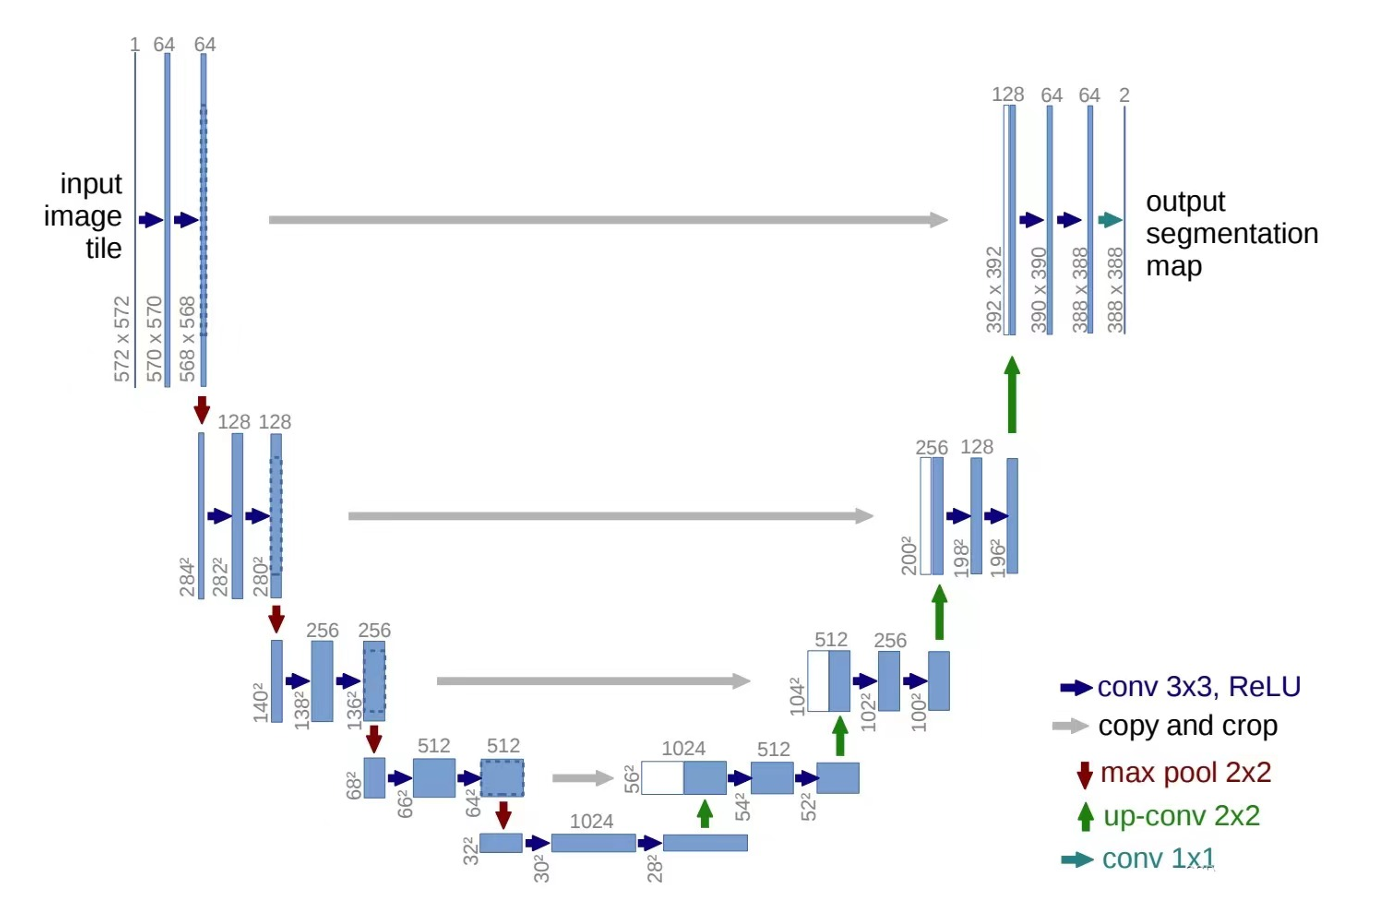 1 64 64
128 64 64 2
input
image
tile
output
segmentation
map
572 x 572
570 x 570
568 x 568
392 x 392
390 x 390
388 x 388
388 x 388
128 128
256 128
284²
282²
280²
200²
198²
196²
256 256
512 256
140²
138²
136²
104²
102²
100²
512 512
1024 512
68²
66²
64²
56²
54²
52²
1024
32²
30²
28²
conv 3x3, ReLU
copy and crop
max pool 2x2
up-conv 2x2
conv 1x1